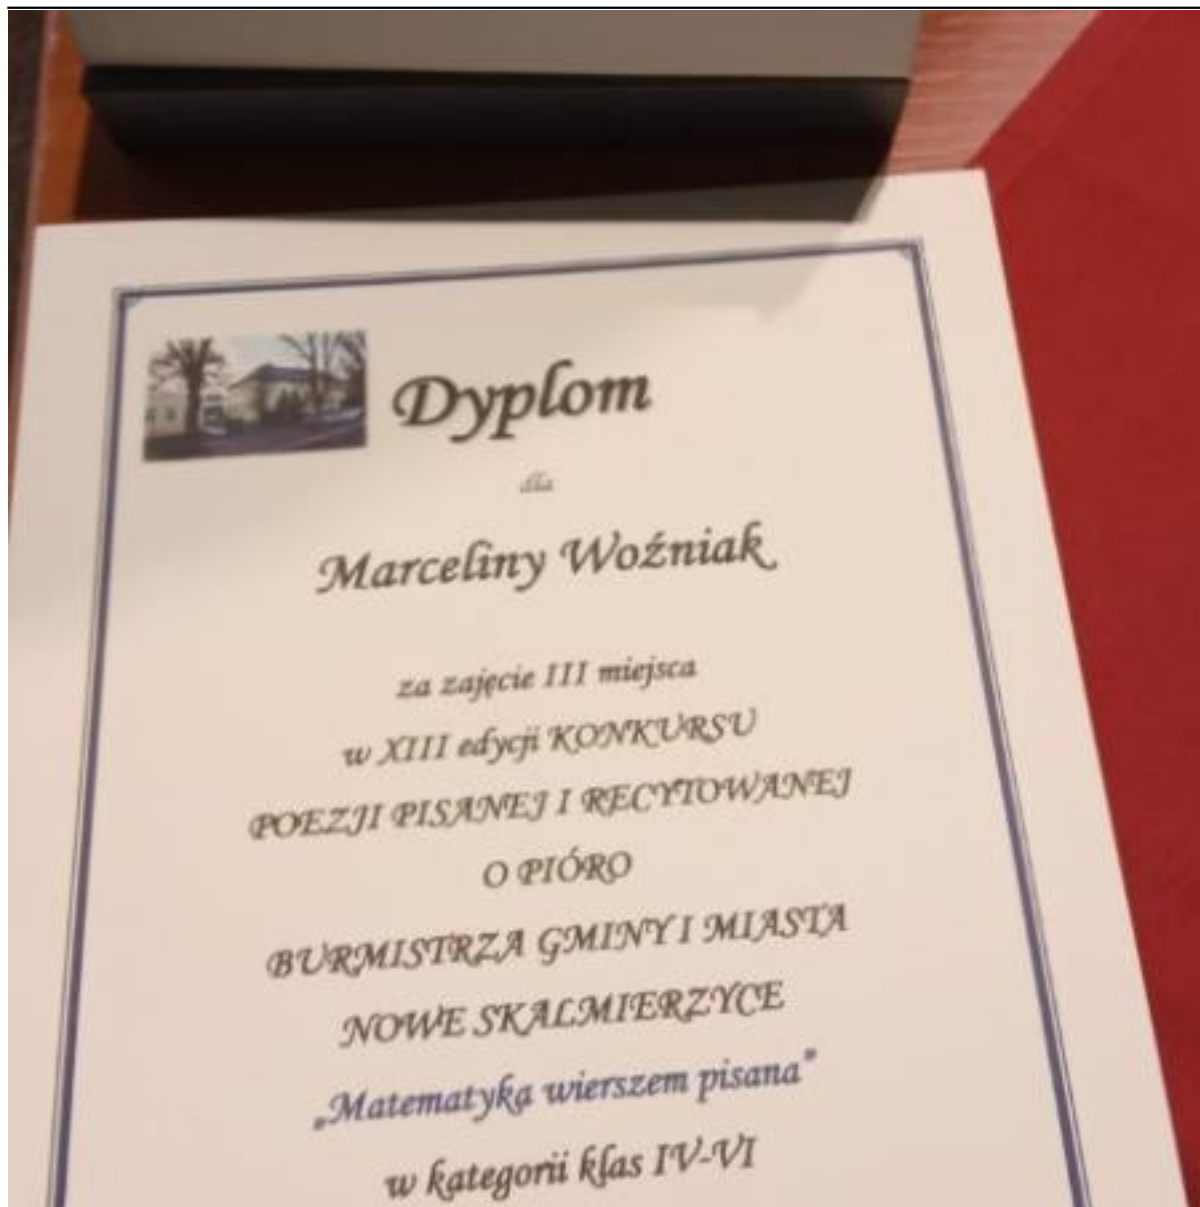 Dyplom
dla
Marceliny Woźniak
za zajęcie III miejsca
w XIII edycji KONKURSU
POEZJI PISANEJ I RECYTOWANEJ
O PIÓRO
BURMISTRZA GMINY I MIASTA
NOWE SKALMIERZYCE
„Matematyka wierszem pisana”
w kategorii klas IV-VI